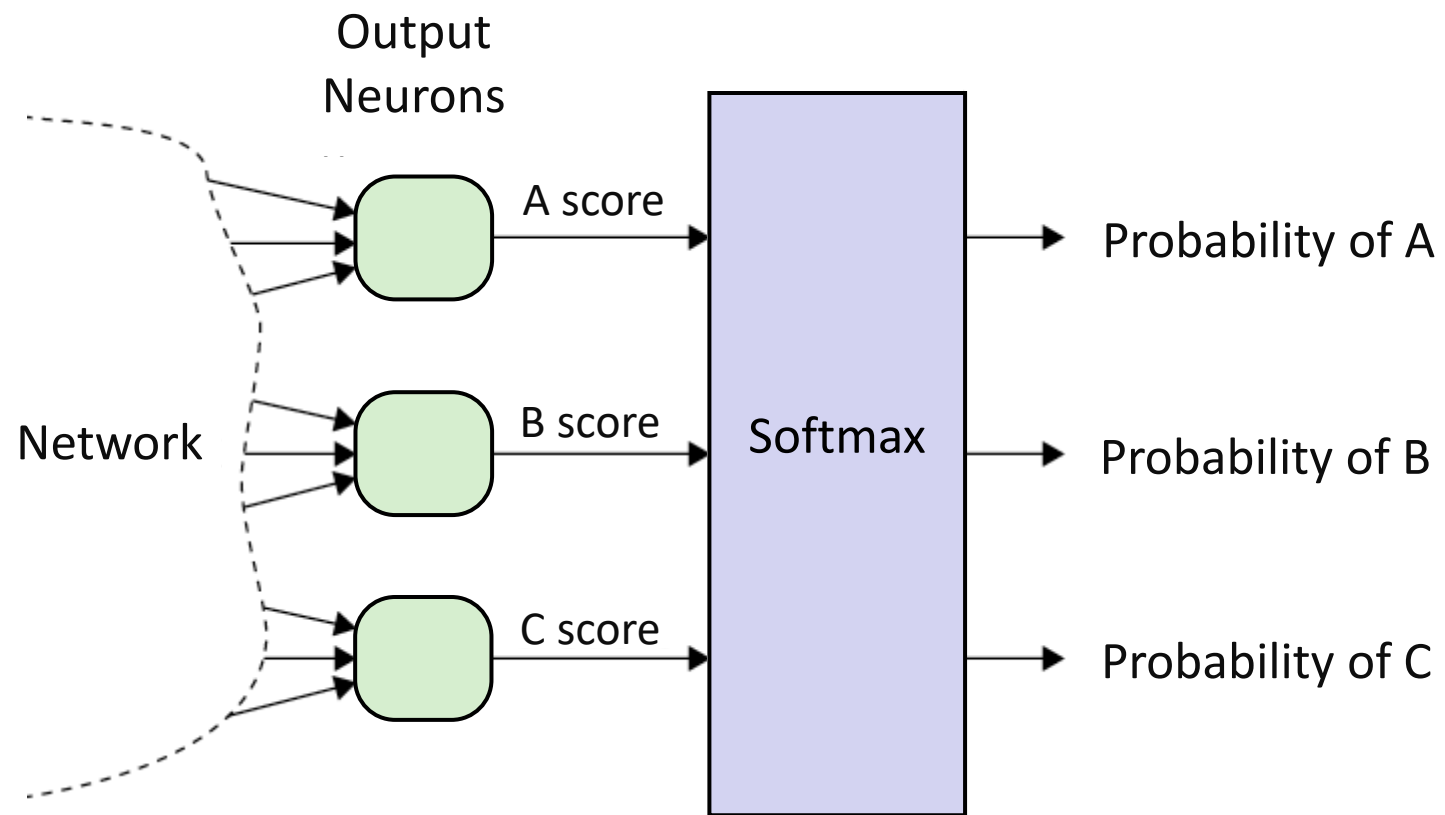 Output
Neurons
A score
Probability of A
Network
B score
Softmax
Probability of B
C score
Probability of C